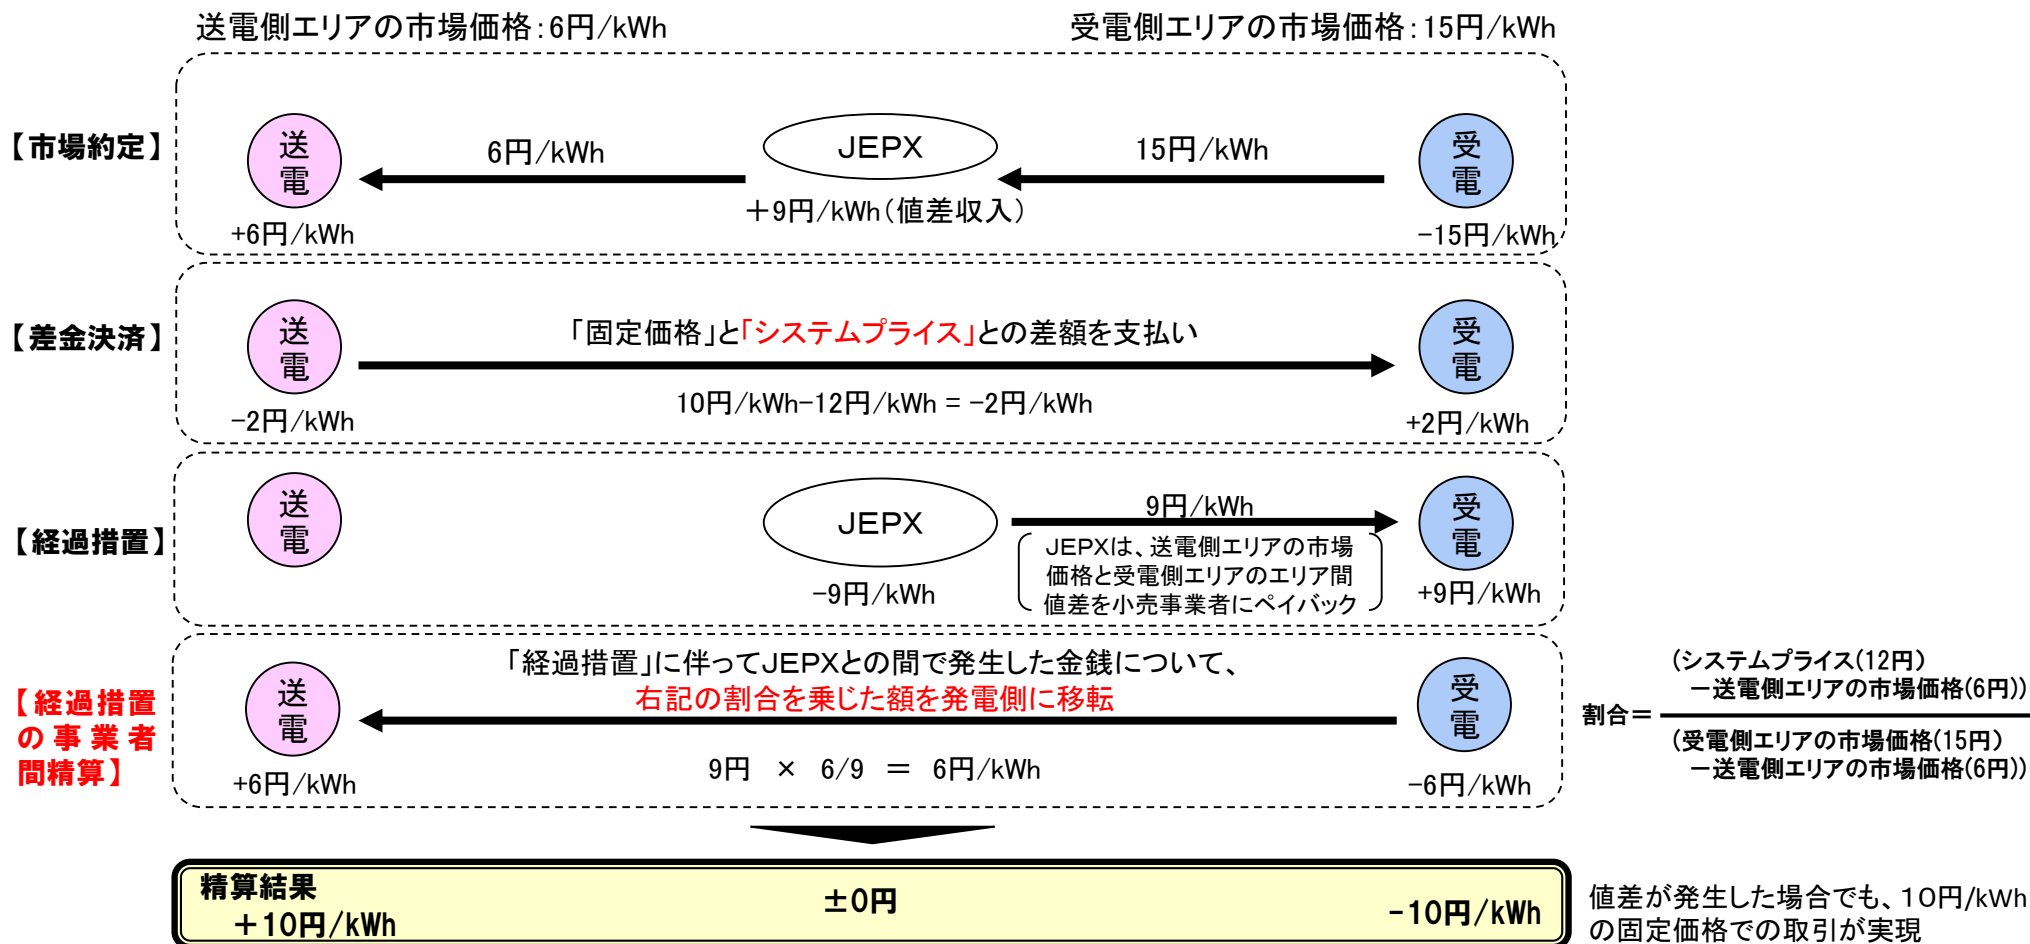 送電側エリアの市場価格:6円/kWh
受電側エリアの市場価格:15円/kWh
【市場約定】
送電
+6円/kWh
6円/kWh
JEPX
+9円/kWh(値差収入)
15円/kWh
受電
-15円/kWh
【差金決済】
送電
-2円/kWh
「固定価格」と「システムプライス」との差額を支払い
10円/kWh-12円/kWh = -2円/kWh
受電
+2円/kWh
【経過措置】
送電
JEPX
-9円/kWh
9円/kWh
JEPXは、送電側エリアの市場
価格と受電側エリアのエリア間
値差を小売事業者にペイバック
受電
+9円/kWh
【経過措置
の事業者
間精算】
送電
+6円/kWh
「経過措置」に伴ってJEPXとの間で発生した金銭について、
右記の割合を乗じた額を発電側に移転
9円 × 6/9 = 6円/kWh
受電
-6円/kWh
割合=
(システムプライス(12円)
-送電側エリアの市場価格(6円))
(受電側エリアの市場価格(15円)
-送電側エリアの市場価格(6円))
精算結果
+10円/kWh
±0円
-10円/kWh
値差が発生した場合でも、10円/kWh
の固定価格での取引が実現